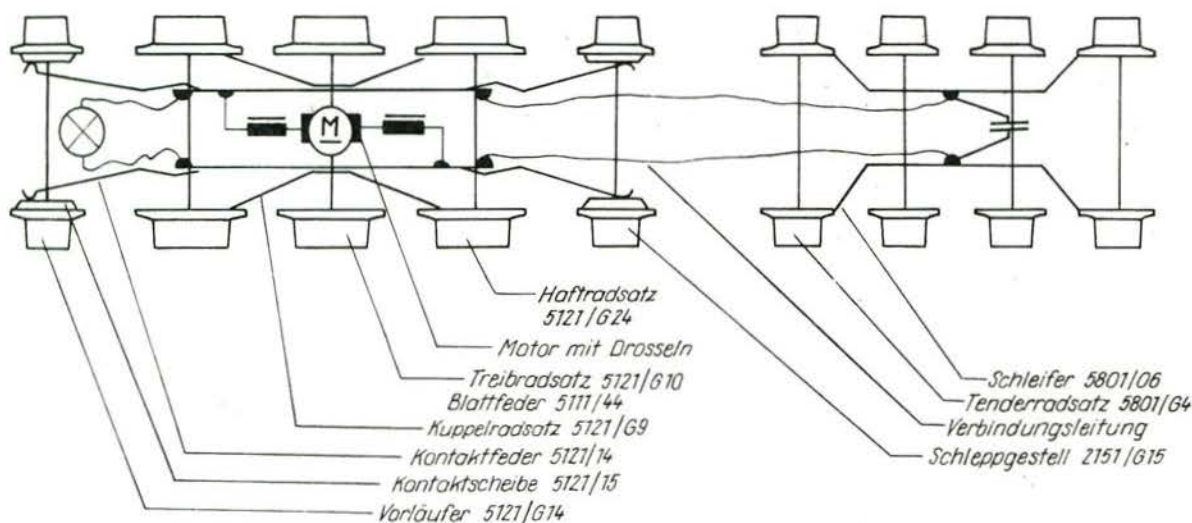 M
Haftradsatz
5121/G24
Motor mit Drosseln
Treibradsatz 5121/G10
Blattfeder 5111/44
Kuppelradsatz 5121/G9
Kontaktfeder 5121/14
Kontaktscheibe 5121/15
Vorläufer 5121/G14
Schleifer 5801/06
Tenderradsatz 5801/G4
Verbindungsleitung
Schleppgestell 2151/G15